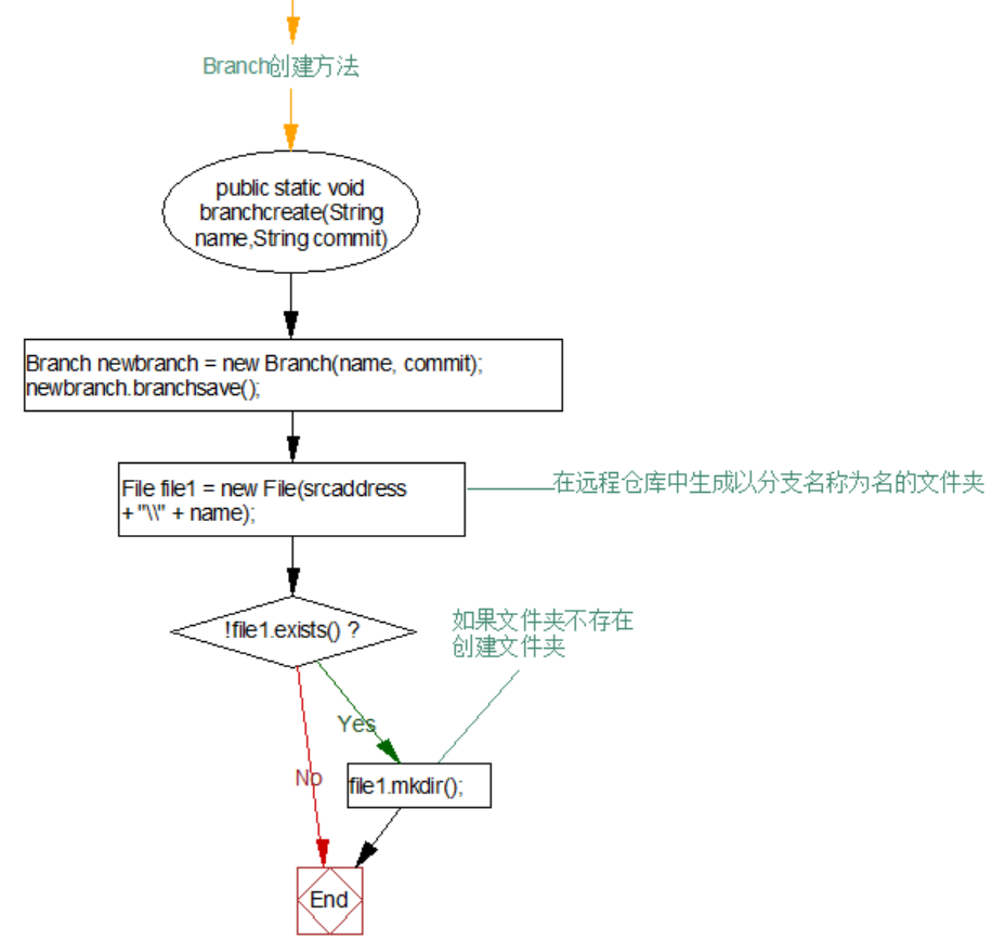 Branch创建方法
public static void
branchcreate(String
name,String commit)
Branch newbranch = new Branch(name, commit);
newbranch.branchsave();
File file1 = new File(srcaddress
+ "\\" + name);
在远程仓库中生成以分支名称为名的文件夹
!file1.exists() ?
如果文件夹不存在
创建文件夹
Yes
No
file1.mkdir();
End